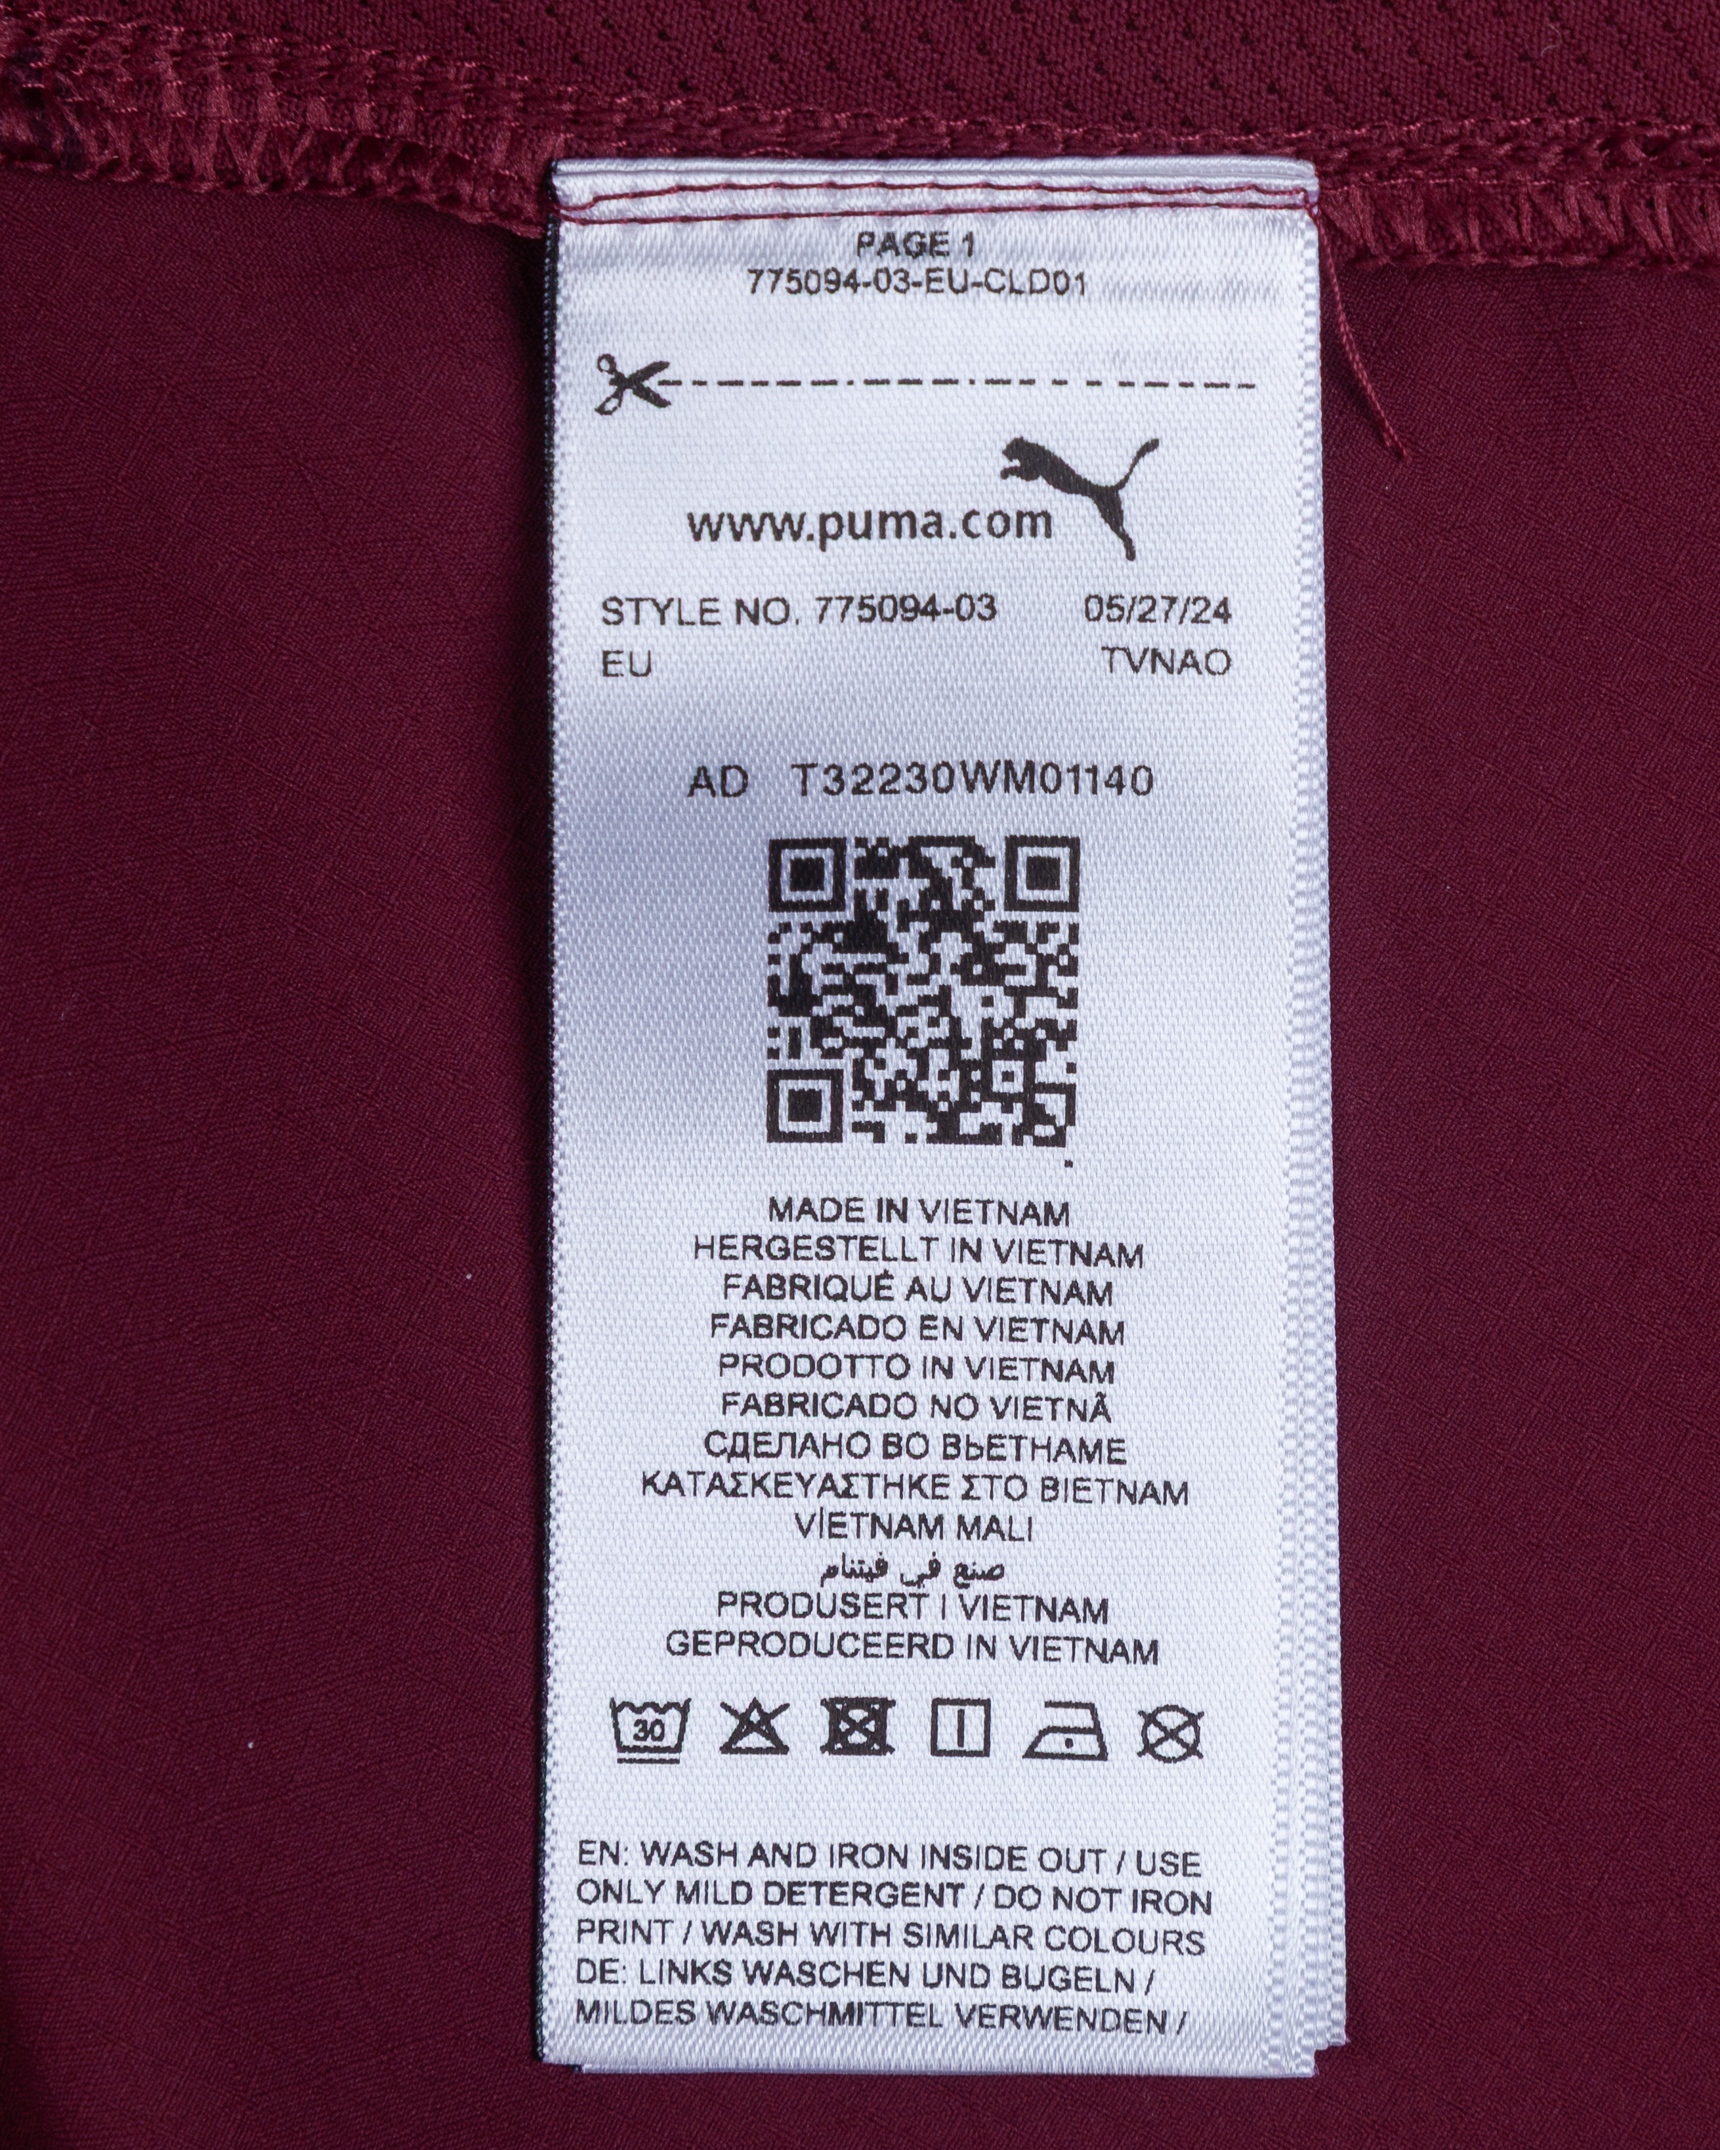 PAGE 1
775094-03-EU-CLD01
www.puma.com
STYLE NO. 775094-03 05/27/24
EU TVNAO
AD T32230WM01140
MADE IN VIETNAM
HERGESTELLT IN VIETNAM
FABRIQUÉ AU VIETNAM
FABRICADO EN VIETNAM
PRODOTTO IN VIETNAM
FABRICADO NO VIETNÃ
СДЕЛАНО ВО ВЬЕТНАМЕ
ΚΑΤΑΣΚΕΥΑΣΤΗΚΕ ΣΤΟ ΒΙΕΤΝΑΜ
VİETNAM MALI
صنع في فيتنام
PRODUSERT I VIETNAM
GEPRODUCEERD IN VIETNAM
30
EN: WASH AND IRON INSIDE OUT / USE
ONLY MILD DETERGENT / DO NOT IRON
PRINT / WASH WITH SIMILAR COLOURS
DE: LINKS WASCHEN UND BUGELN /
MILDES WASCHMITTEL VERWENDEN /